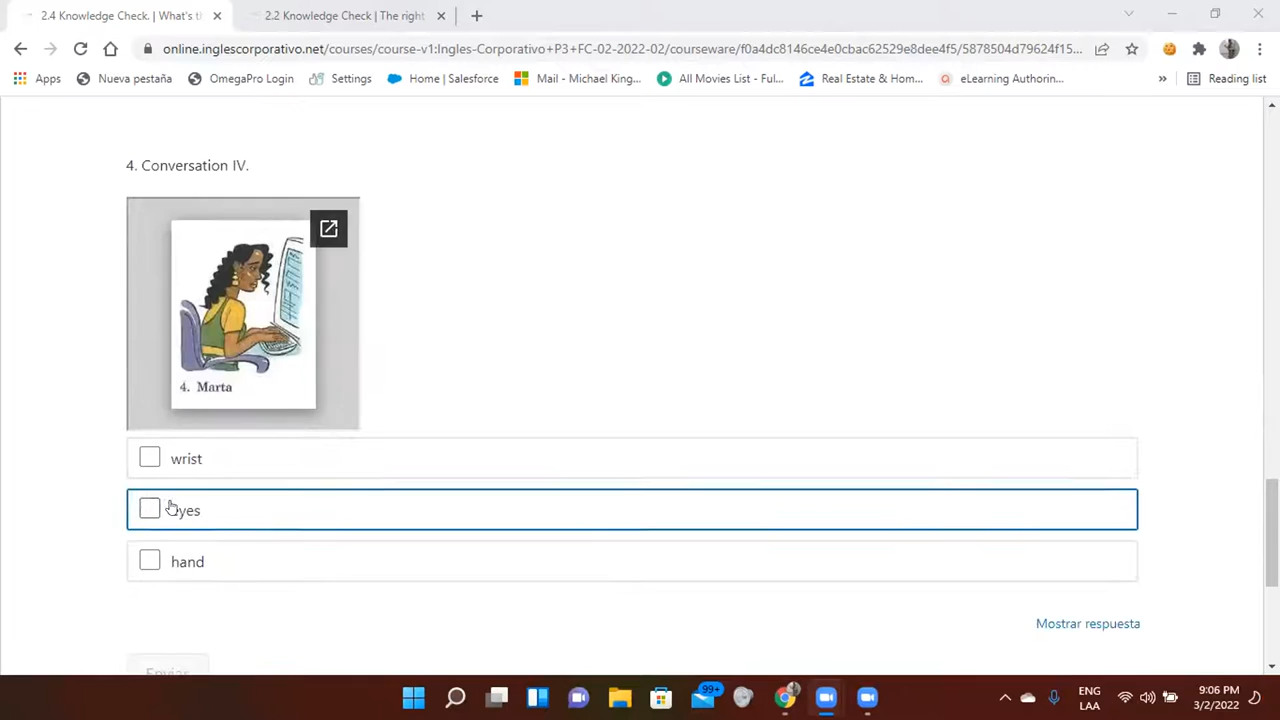 2.4 Knowledge Check. | What's th
2.2 Knowledge Check | The right
online.inglescorporativo.net/courses/course-v1:Ingles-Corporativo+P3+FC-02-2022-02/courseware/f0a4dc8146ce4e0cbac62529e8dee4f5/5878504d79624f15...
Apps
Nueva pestaña
OmegaPro Login
Settings
Home | Salesforce
Mail - Michael King...
All Movies List - Ful...
Real Estate & Hom...
eLearning Authorin...
»
Reading list
4. Conversation IV.
4. Marta
wrist
eyes
hand
Mostrar respuesta
Enviar
99+
ENG
LAA
9:06 PM
3/2/2022